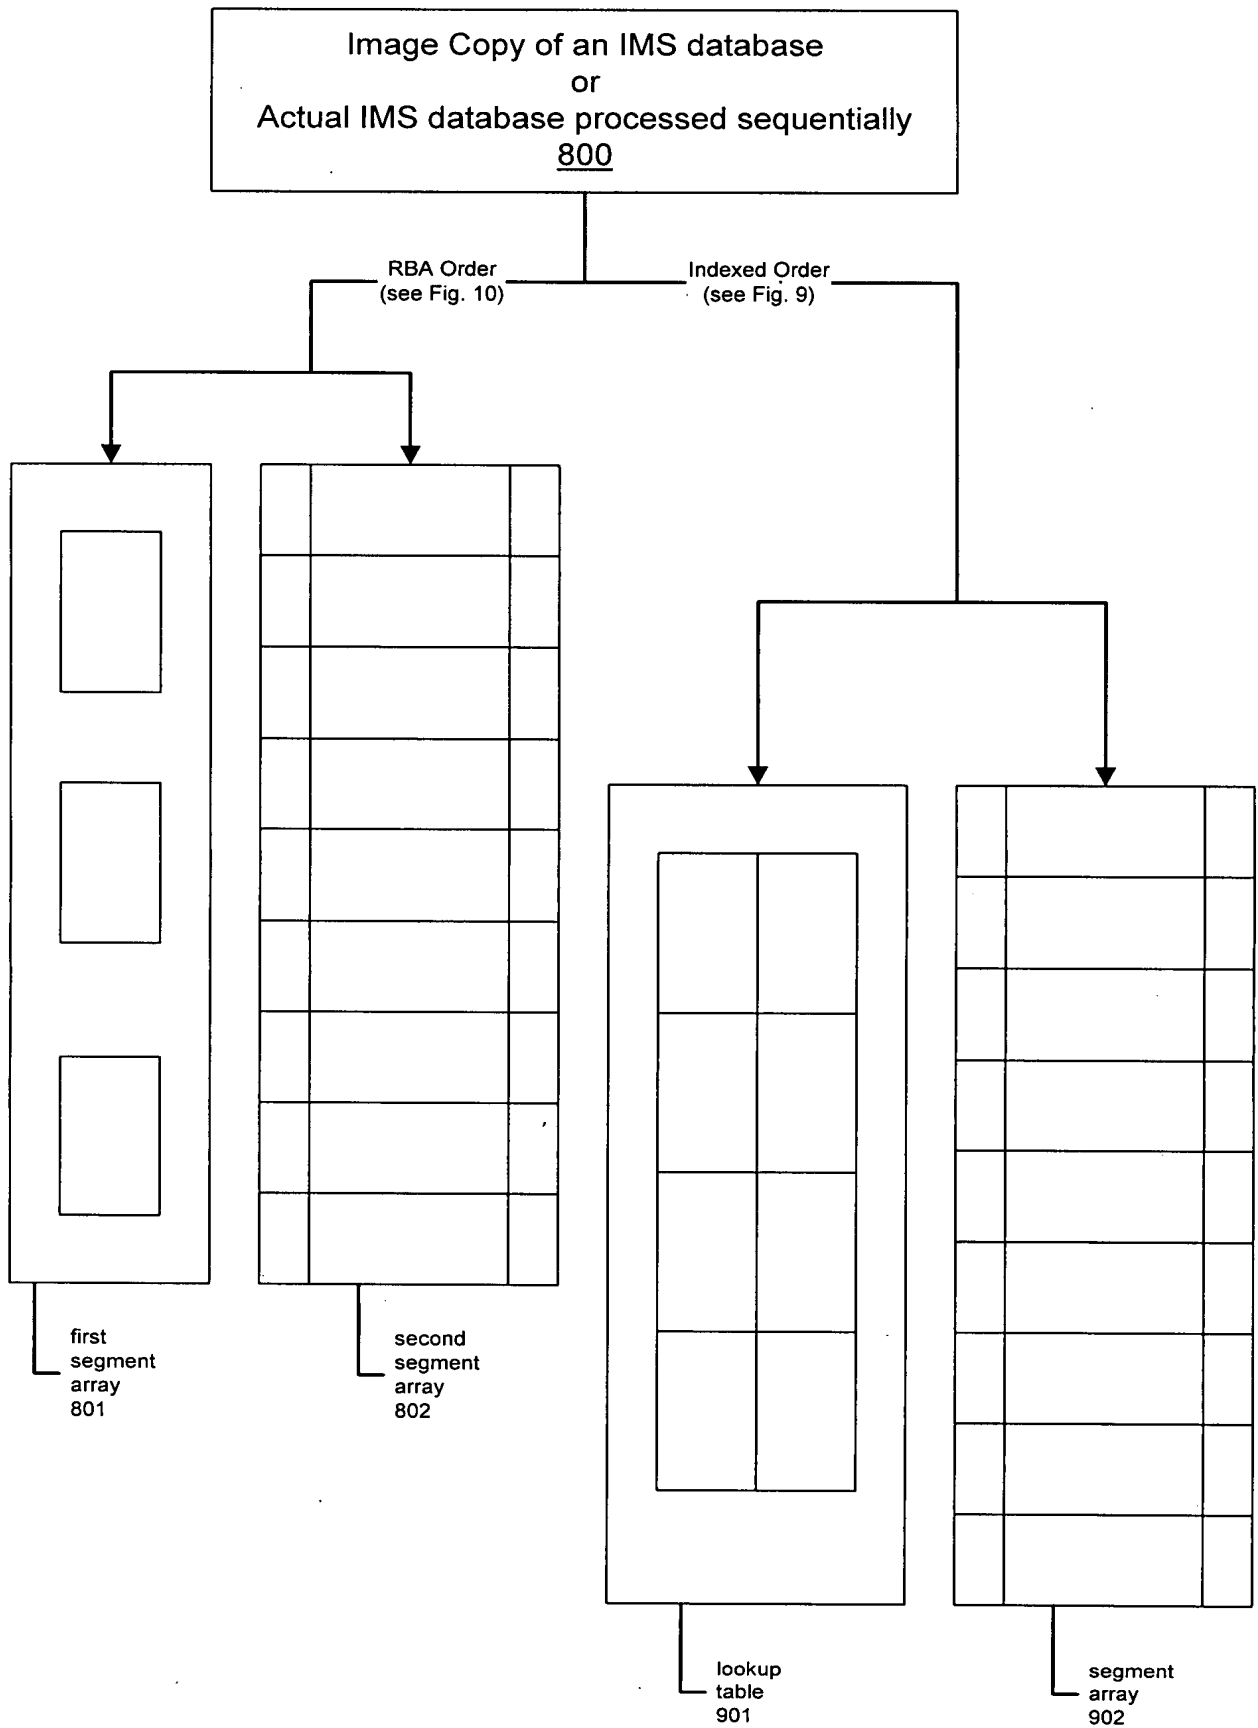 Image Copy of an IMS database
or
Actual IMS database processed sequentially
800
RBA Order
(see Fig. 10)
Indexed Order
(see Fig. 9)
first
segment
array
801
second
segment
array
802
lookup
table
901
segment
array
902